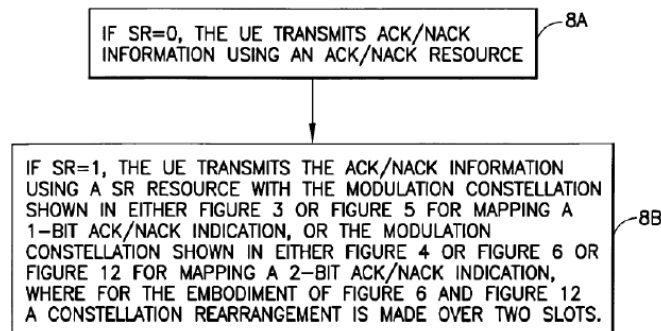 IF SR=0, THE UE TRANSMITS ACK/NACK
INFORMATION USING AN ACK/NACK RESOURCE
8A
IF SR=1, THE UE TRANSMITS THE ACK/NACK INFORMATION
USING A SR RESOURCE WITH THE MODULATION CONSTELLATION
SHOWN IN EITHER FIGURE 3 OR FIGURE 5 FOR MAPPING A
1-BIT ACK/NACK INDICATION, OR THE MODULATION
CONSTELLATION SHOWN IN EITHER FIGURE 4 OR FIGURE 6 OR
FIGURE 12 FOR MAPPING A 2-BIT ACK/NACK INDICATION,
WHERE FOR THE EMBODIMENT OF FIGURE 6 AND FIGURE 12
A CONSTELLATION REARRANGEMENT IS MADE OVER TWO SLOTS.
8B